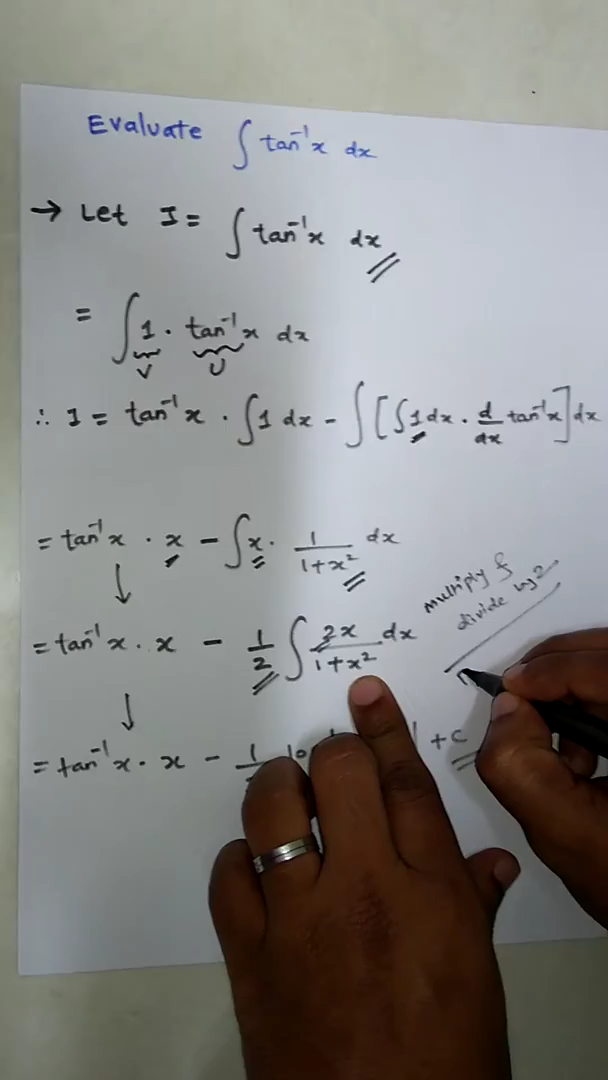 Evaluate ∫ tan⁻¹x dx
→ Let I = ∫ tan⁻¹x dx
= ∫ 1 · tan⁻¹x dx
V U
∴ I = tan⁻¹x · ∫1 dx - ∫ [∫1 dx · d/dx tan⁻¹x] dx
= tan⁻¹x · x - ∫ x · 1/(1+x²) dx
multiply &
divide by 2
= tan⁻¹x · x - 1/2 ∫ 2x/(1+x²) dx
= tan⁻¹x · x - + c